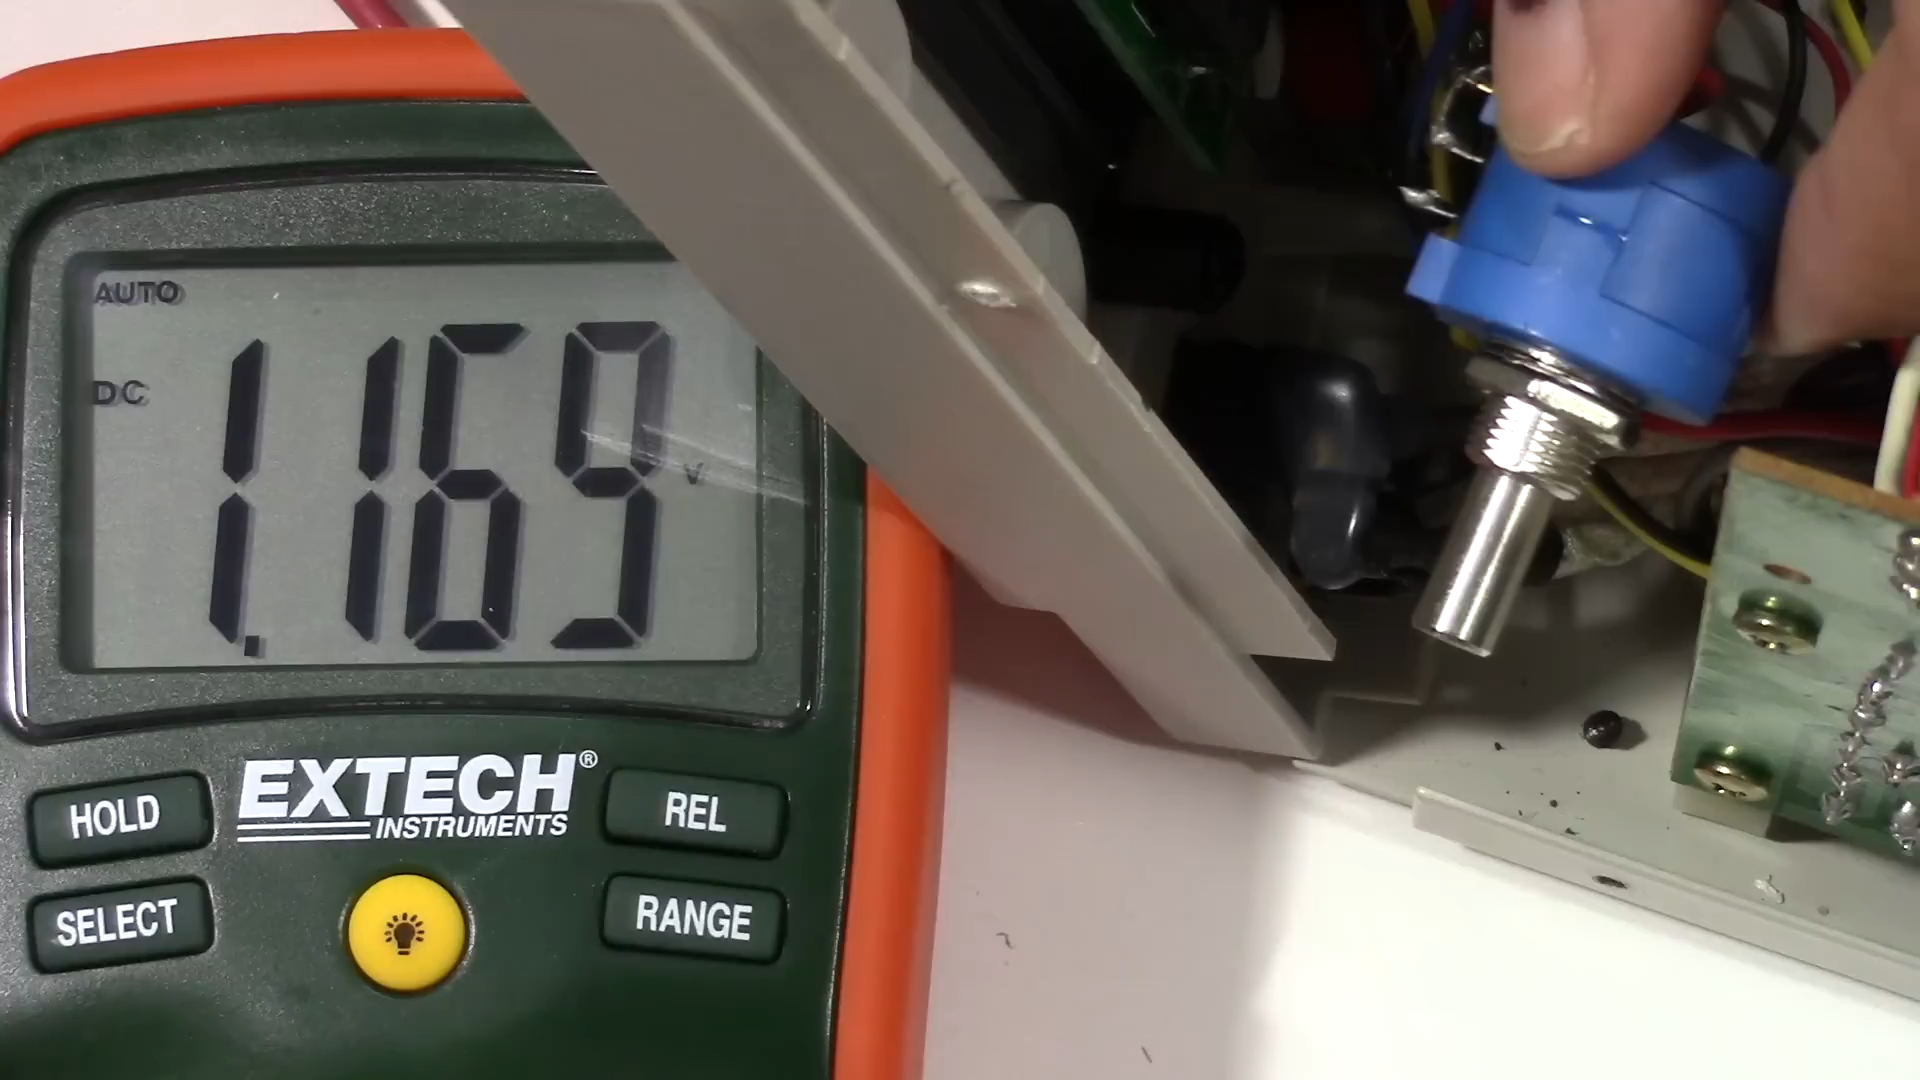 AUTO
DC
1.169
V
EXTECH®
INSTRUMENTS
HOLD
REL
SELECT
RANGE